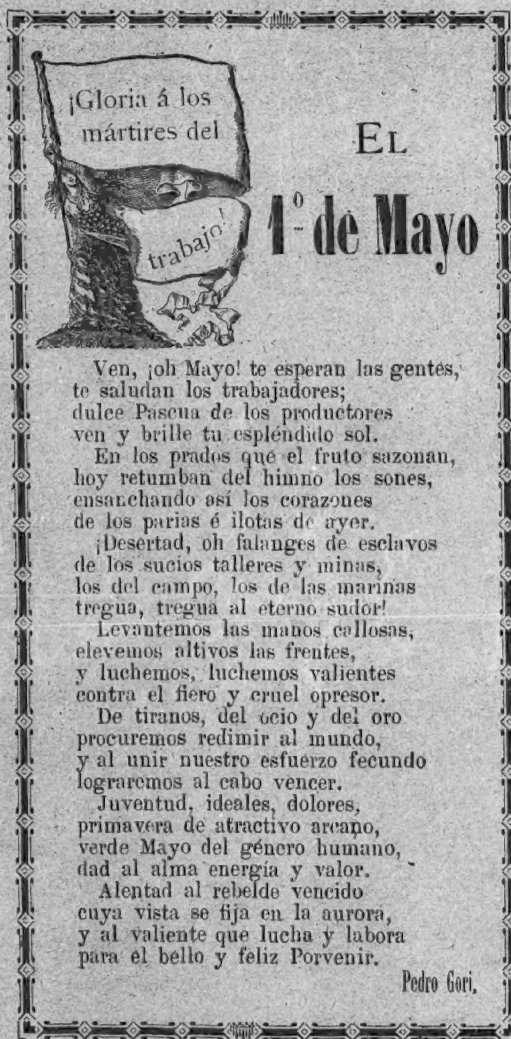 ¡Gloria á los
mártires del
trabajo!
EL
1º de Mayo
Ven, ¡oh Mayo! te esperan las gentes,
te saludan los trabajadores;
dulce Pascua de los productores
ven y brille tu espléndido sol.
En los prados que el fruto sazonan,
hoy retumban del himno los sones,
ensanchando así los corazones
de los parias é ilotas de ayer.
¡Desertad, oh falanges de esclavos
de los sucios talleres y minas,
los del campo, los de las marinas
tregua, tregua al eterno sudor!
Levantemos las manos callosas,
elevemos altivos las frentes,
y luchemos, luchemos valientes
contra el fiero y cruel opresor.
De tiranos, del ocio y del oro
procuremos redimir al mundo,
y al unir nuestro esfuerzo fecundo
lograremos al cabo vencer.
Juventud, ideales, dolores,
primavera de atractivo arcano,
verde Mayo del género humano,
dad al alma energía y valor.
Alentad al rebelde vencido
cuya vista se fija en la aurora,
y al valiente que lucha y labora
para el bello y feliz Porvenir.
Pedro Gori.